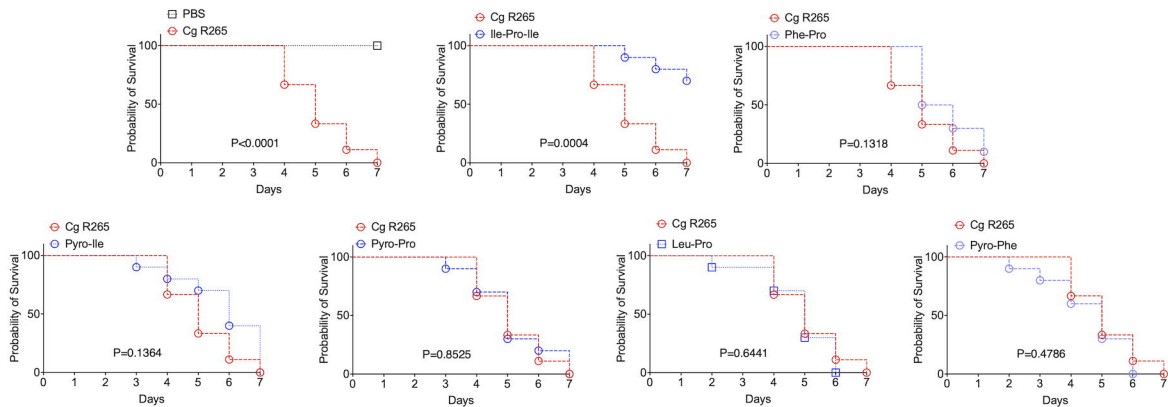 PBS
Cg R265
Probability of Survival
100
50
0
P<0.0001
0 1 2 3 4 5 6 7
Days
Cg R265
Ile-Pro-Ile
Probability of Survival
100
50
0
P=0.0004
0 1 2 3 4 5 6 7
Days
Cg R265
Phe-Pro
Probability of Survival
100
50
0
P=0.1318
0 1 2 3 4 5 6 7
Days
Cg R265
Pyro-Ile
Probability of Survival
100
50
0
P=0.1364
0 1 2 3 4 5 6 7
Days
Cg R265
Pyro-Pro
Probability of Survival
100
50
0
P=0.8525
0 1 2 3 4 5 6 7
Days
Cg R265
Leu-Pro
Probability of Survival
100
50
0
P=0.6441
0 1 2 3 4 5 6 7
Days
Cg R265
Pyro-Phe
Probability of Survival
100
50
0
P=0.4786
0 1 2 3 4 5 6 7
Days